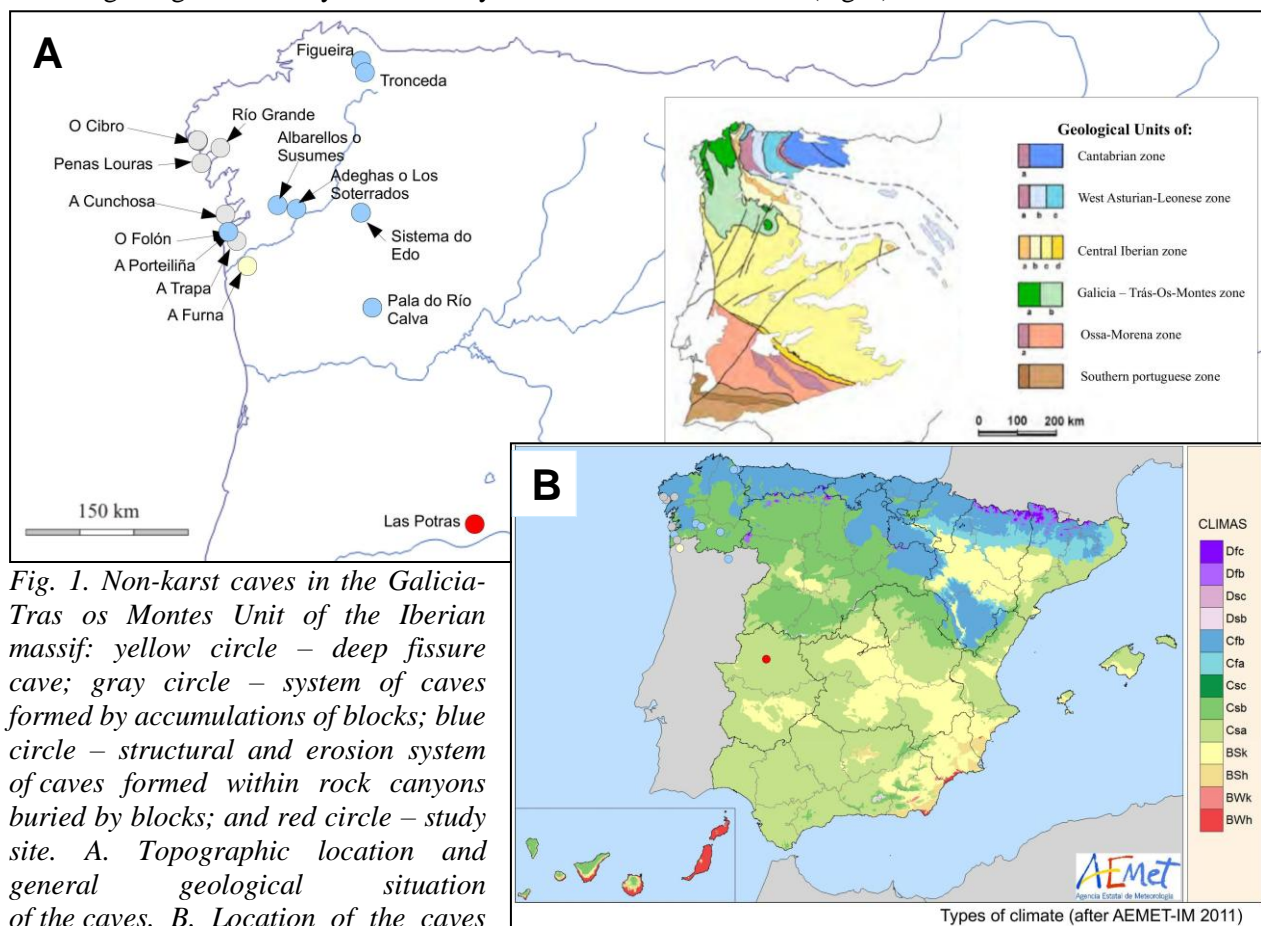 A
Figueira
Tronceda
O Cibro
Río Grande
Penas Louras
Albarellos o
Susumes
Adeghas o Los
Soterrados
A Cunchosa
O Folón
A Porteiliña
A Trapa
A Furna
Sistema do
Edo
Pala do Río
Calva
Las Potras
150 km
Geological Units of:
Cantabrian zone
a
West Asturian-Leonese zone
a b c
Central Iberian zone
a b c d
Galicia – Trás-Os-Montes zone
a b
Ossa-Morena zone
a
Southern portuguese zone
0 100 200 km
B
CLIMAS
Dfc
Dfb
Dsc
Dsb
Cfb
Cfa
Csc
Csb
Csa
BSk
BSh
BWk
BWh
AEMet
Agencia Estatal de Meteorología
Types of climate (after AEMET-IM 2011)
Fig. 1. Non-karst caves in the Galicia-
Tras os Montes Unit of the Iberian
massif: yellow circle – deep fissure
cave; gray circle – system of caves
formed by accumulations of blocks; blue
circle – structural and erosion system
of caves formed within rock canyons
buried by blocks; and red circle – study
site. A. Topographic location and
general geological situation
of the caves. B. Location of the caves